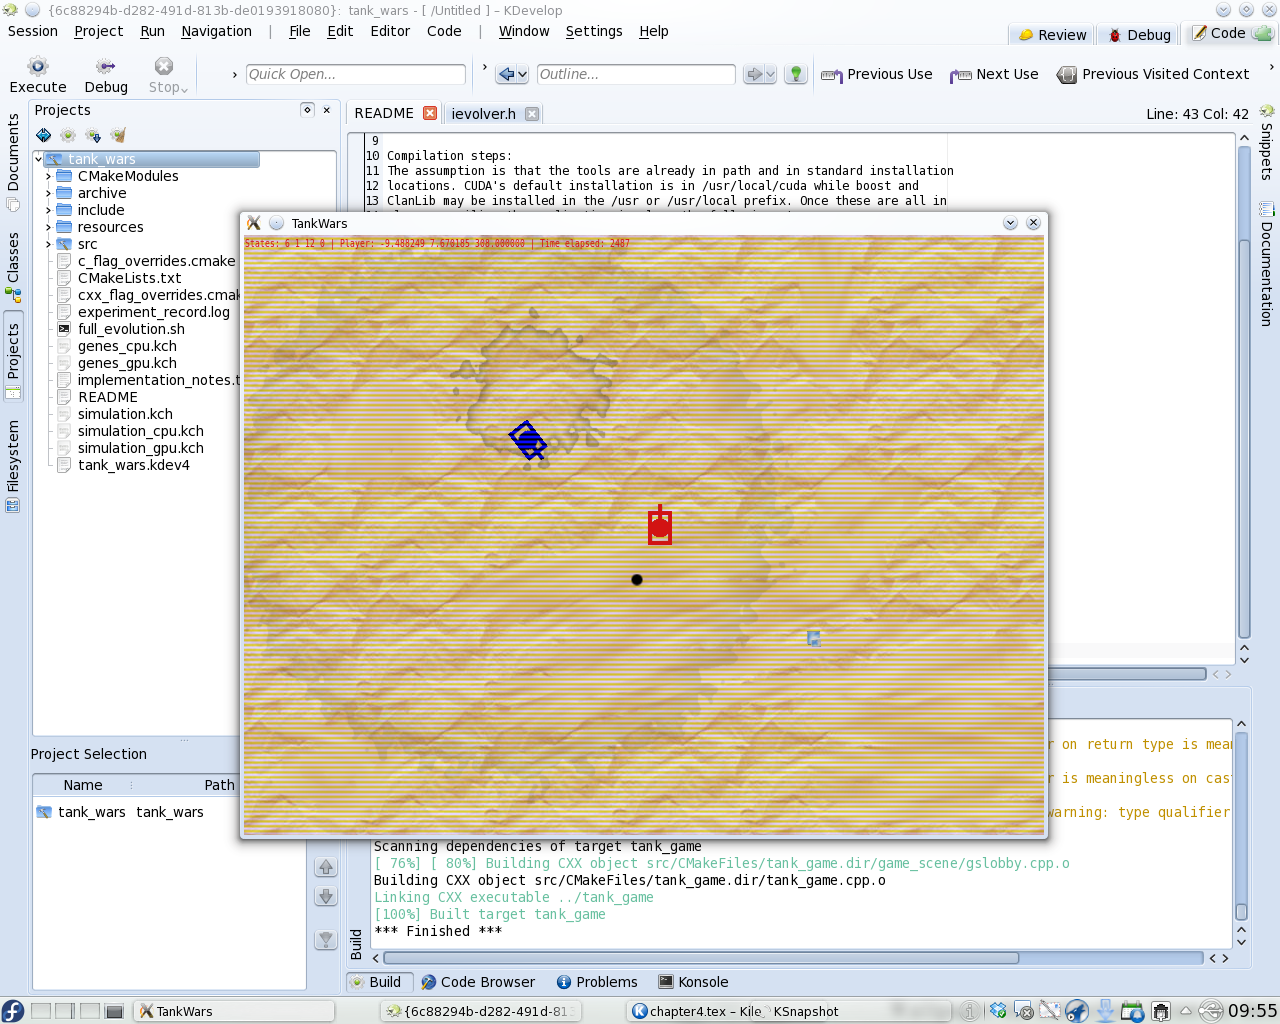 {6c88294b-d282-491d-813b-de0193918080}: tank_wars - [ /Untitled ] – KDevelop
Session Project Run Navigation | File Edit Editor Code | Window Settings Help
Review Debug Code
Execute Debug Stop
Quick Open...
Outline...
Previous Use Next Use Previous Visited Context
Documents
Classes
Projects
Filesystem
Projects
tank_wars
CMakeModules
archive
include
resources
src
c_flag_overrides.cmake
CMakeLists.txt
cxx_flag_overrides.cmak
experiment_record.log
full_evolution.sh
genes_cpu.kch
genes_gpu.kch
implementation_notes.t
README
simulation.kch
simulation_cpu.kch
simulation_gpu.kch
tank_wars.kdev4
Project Selection
Name Path
tank_wars tank_wars
README ievolver.h
Line: 43 Col: 42
9
10 Compilation steps:
11 The assumption is that the tools are already in path and in standard installation
12 locations. CUDA's default installation is in /usr/local/cuda while boost and
13 ClanLib may be installed in the /usr or /usr/local prefix. Once these are all in
Snippets
Documentation
TankWars
States: 6 1 12 0 | Player: -9.488249 7.670185 308.000000 | Time elapsed: 2487
r on return type is mean
r is meaningless on cast
warning: type qualifier
Scanning dependencies of target tank_game
[ 76%] [ 80%] Building CXX object src/CMakeFiles/tank_game.dir/game_scene/gslobby.cpp.o
Building CXX object src/CMakeFiles/tank_game.dir/tank_game.cpp.o
Linking CXX executable ../tank_game
[100%] Built target tank_game
*** Finished ***
Build
Build Code Browser Problems Konsole
TankWars
{6c88294b-d282-491d-813
chapter4.tex – Kile
KSnapshot
09:55